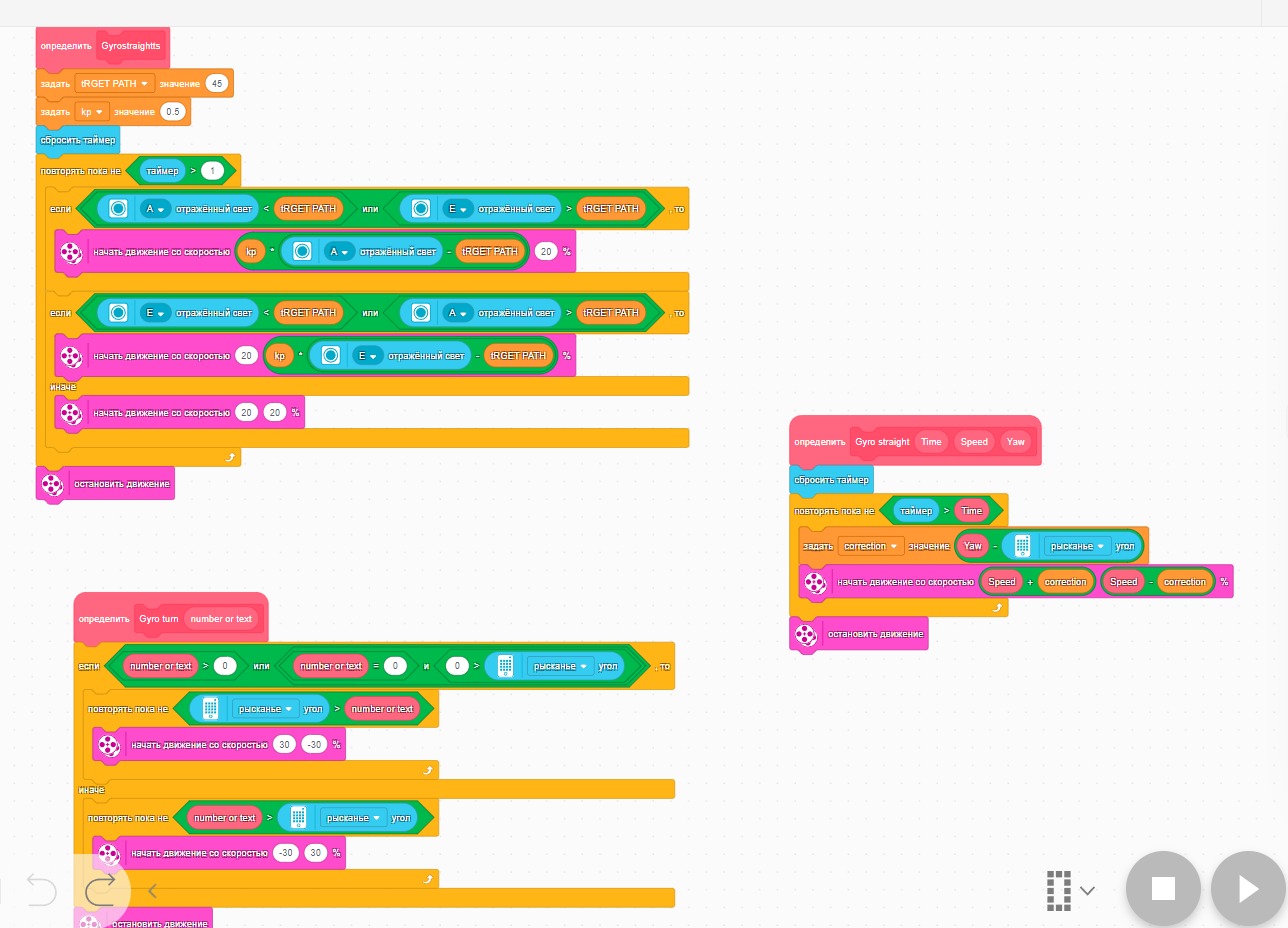 определить Gyrostraightts
задать tRGET PATH значение 45
задать kp значение 0.5
сбросить таймер
повторять пока не таймер > 1
если A отражённый свет < tRGET PATH или E отражённый свет > tRGET PATH , то
начать движение со скоростью kp * A отражённый свет - tRGET PATH 20 %
если E отражённый свет < tRGET PATH или A отражённый свет > tRGET PATH , то
начать движение со скоростью 20 kp * E отражённый свет - tRGET PATH %
иначе
начать движение со скоростью 20 20 %
остановить движение
определить Gyro straight Time Speed Yaw
сбросить таймер
повторять пока не таймер > Time
задать correction значение Yaw - рысканье угол
начать движение со скоростью Speed + correction Speed - correction %
остановить движение
определить Gyro turn number or text
если number or text > 0 или number or text = 0 и 0 > рысканье угол , то
повторять пока не рысканье угол > number or text
начать движение со скоростью 30 -30 %
иначе
повторять пока не number or text > рысканье угол
начать движение со скоростью -30 30 %
остановить движение